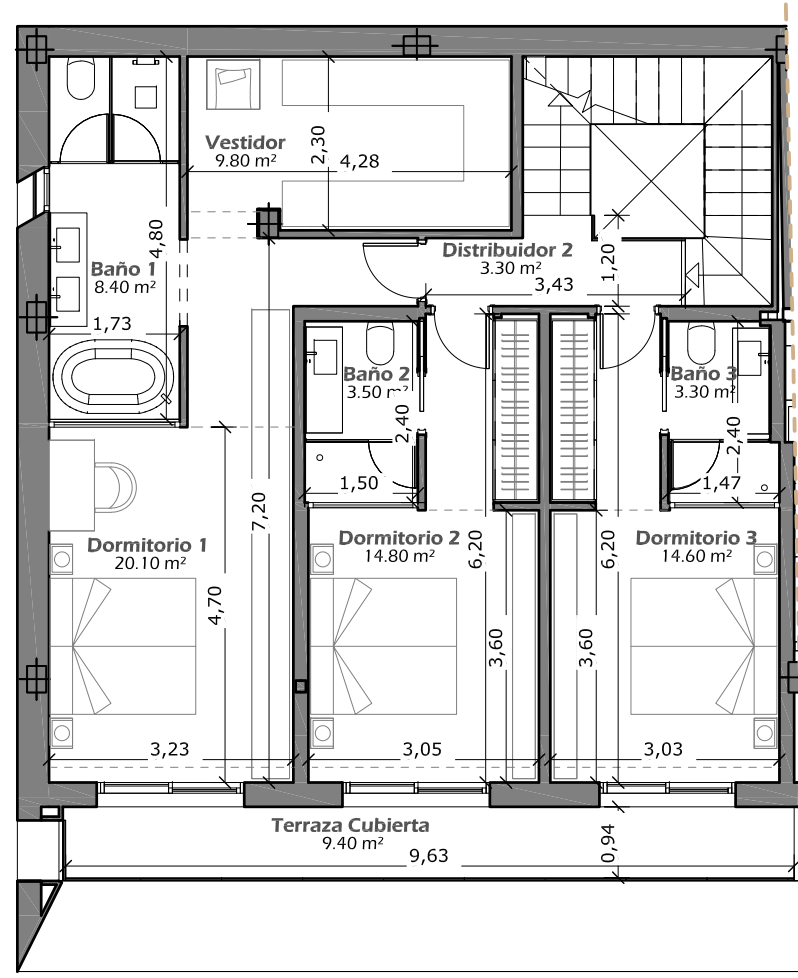 Vestidor
9.80 m²
2,30
4,28
4,80
Distribuidor 2
3.30 m²
1,20
3,43
Baño 1
8.40 m²
1,73
Baño 2
3.50 m²
2,40
1,50
Baño 3
3.30 m²
2,40
1,47
7,20
Dormitorio 1
20.10 m²
4,70
3,23
Dormitorio 2
14.80 m²
6,20
3,60
3,05
Dormitorio 3
14.60 m²
6,20
3,60
3,03
Terraza Cubierta
9.40 m²
9,63
0,94